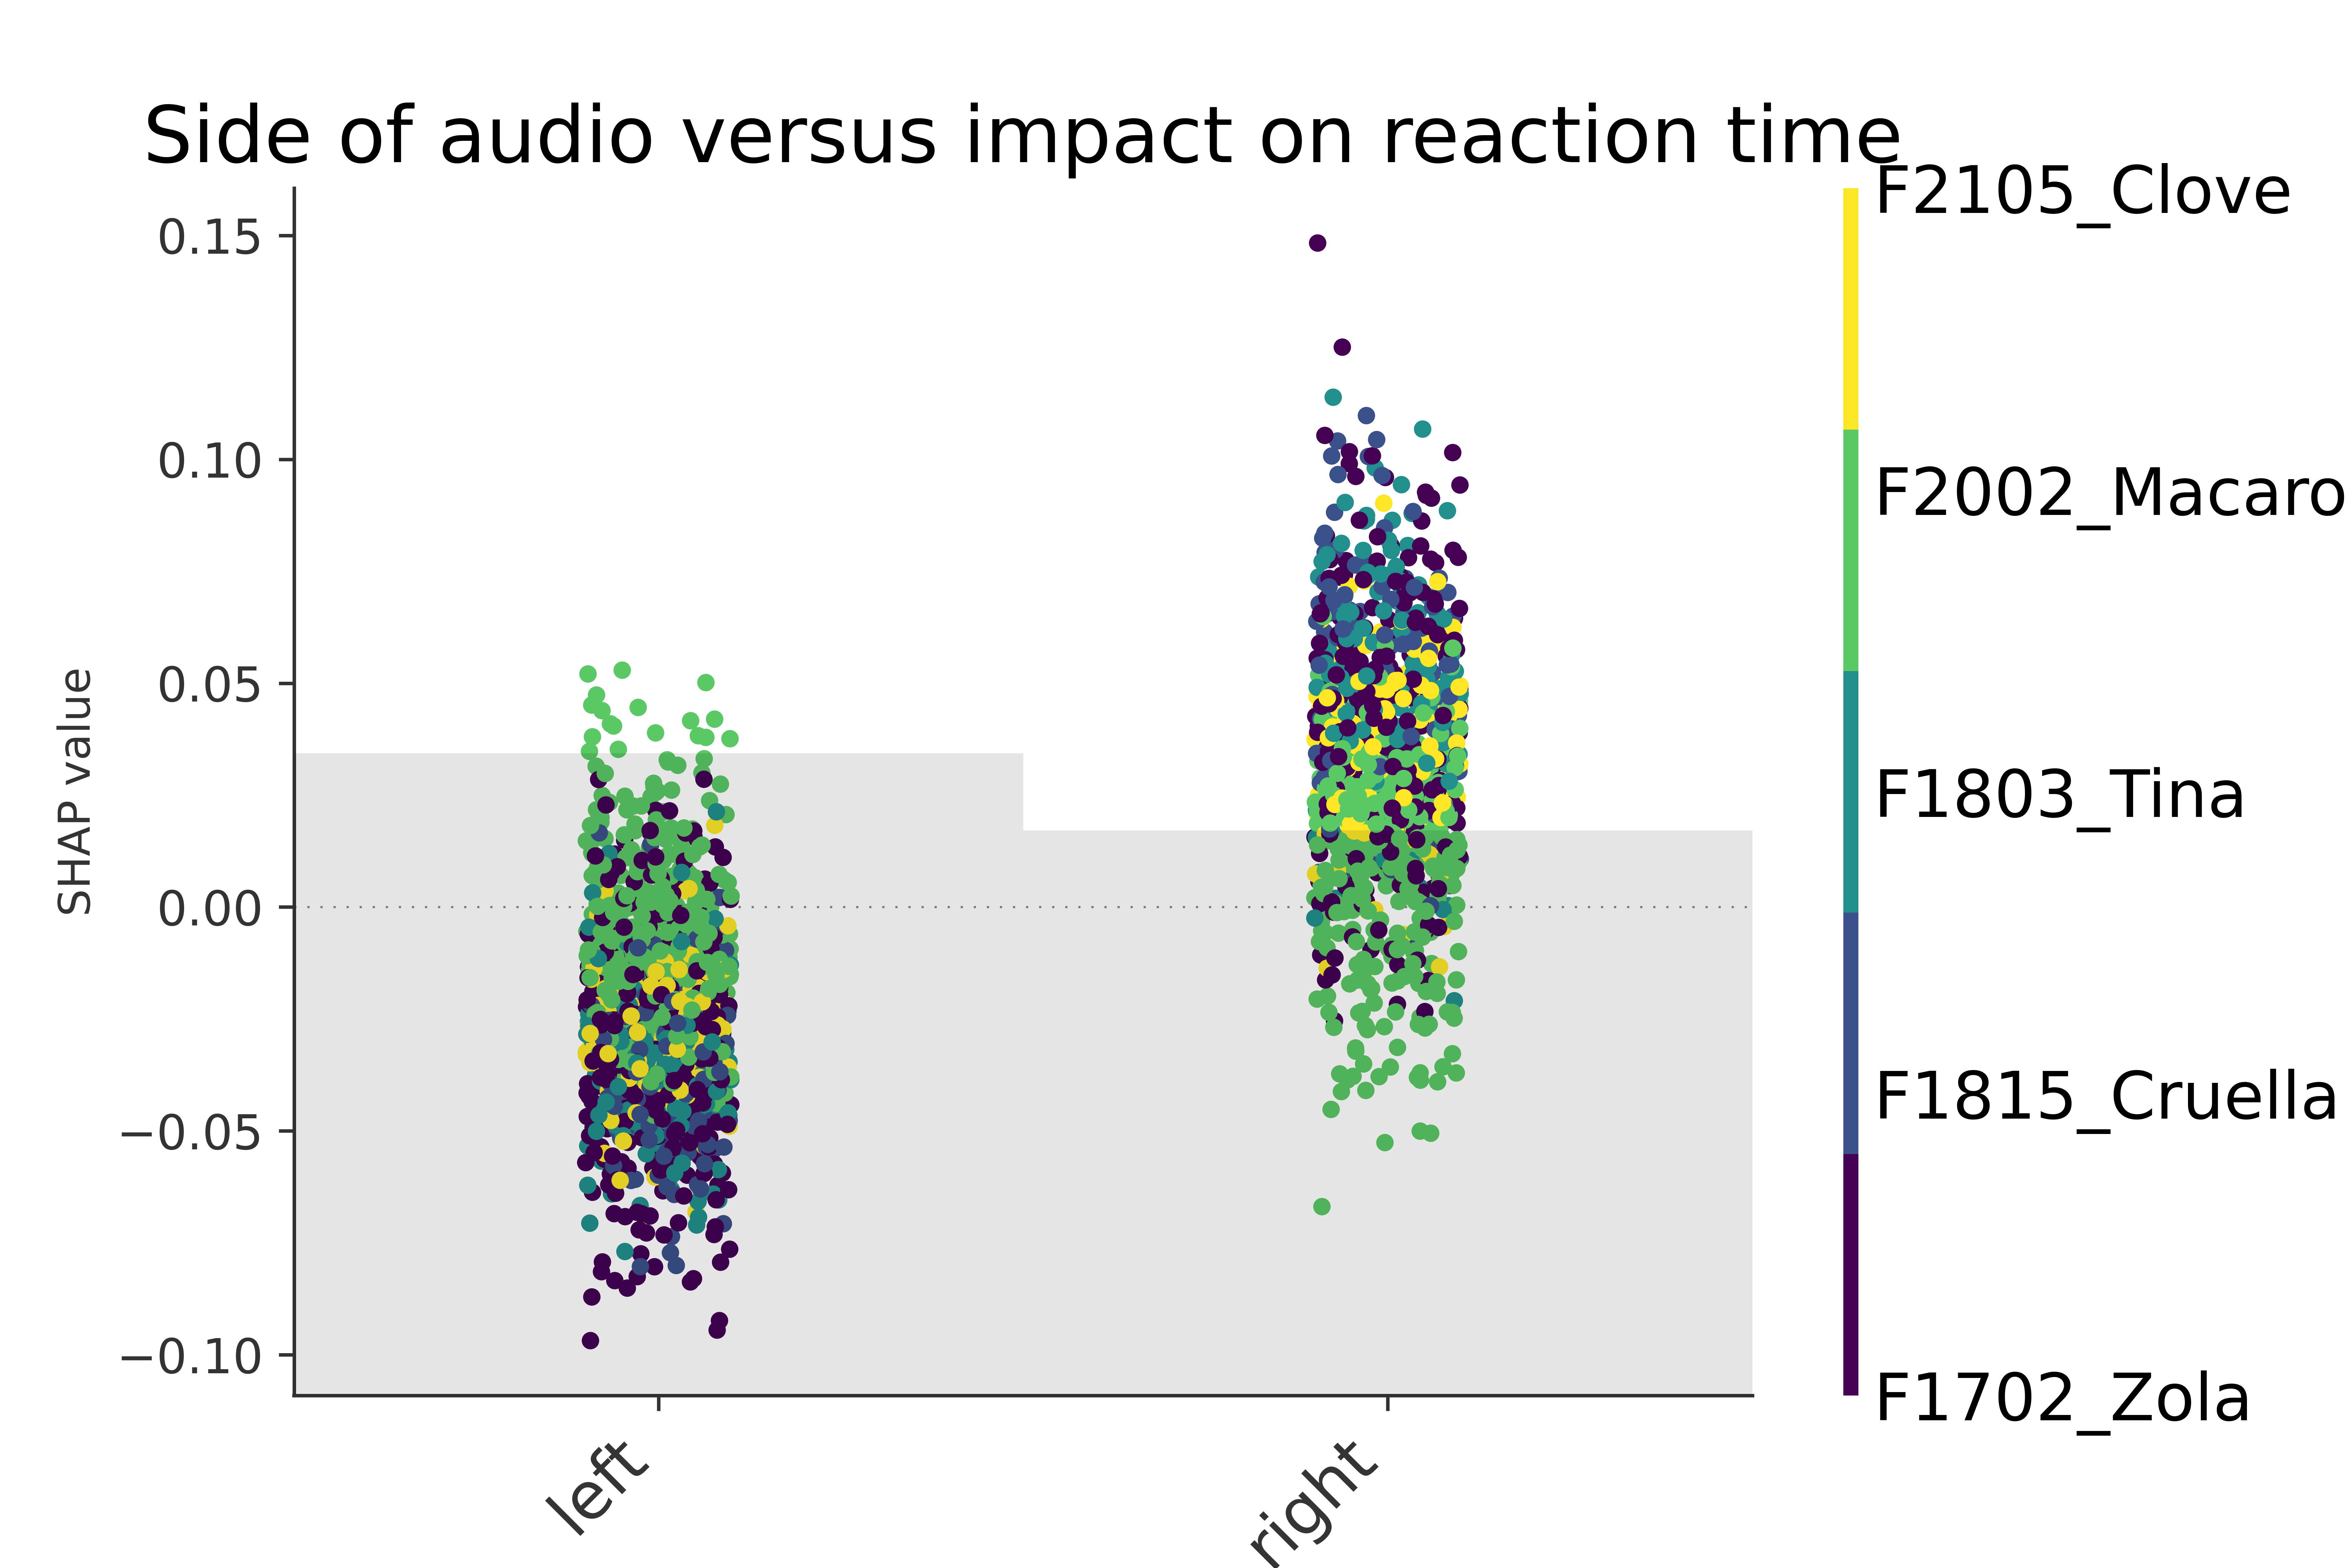 Side of audio versus impact on reaction time
SHAP value
0.15
0.10
0.05
0.00
−0.05
−0.10
left
right
F2105_Clove
F2002_Macaro
F1803_Tina
F1815_Cruella
F1702_Zola